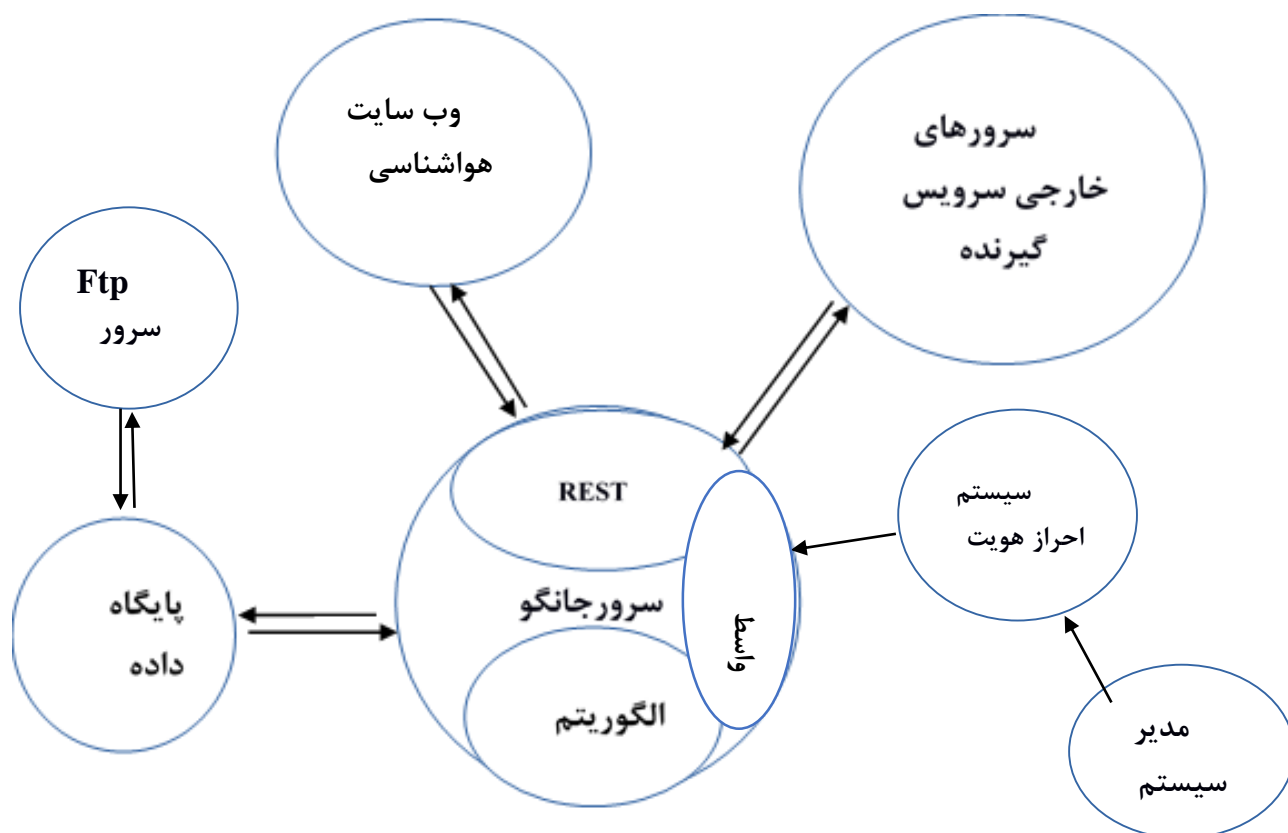 وب سایت
هواشناسی
سرورهای
خارجی سرویس
گیرنده
Ftp
سرور
REST
سیستم
احراز هویت
سرورجانگو
واسط
پایگاه
داده
الگوریتم
مدیر
سیستم